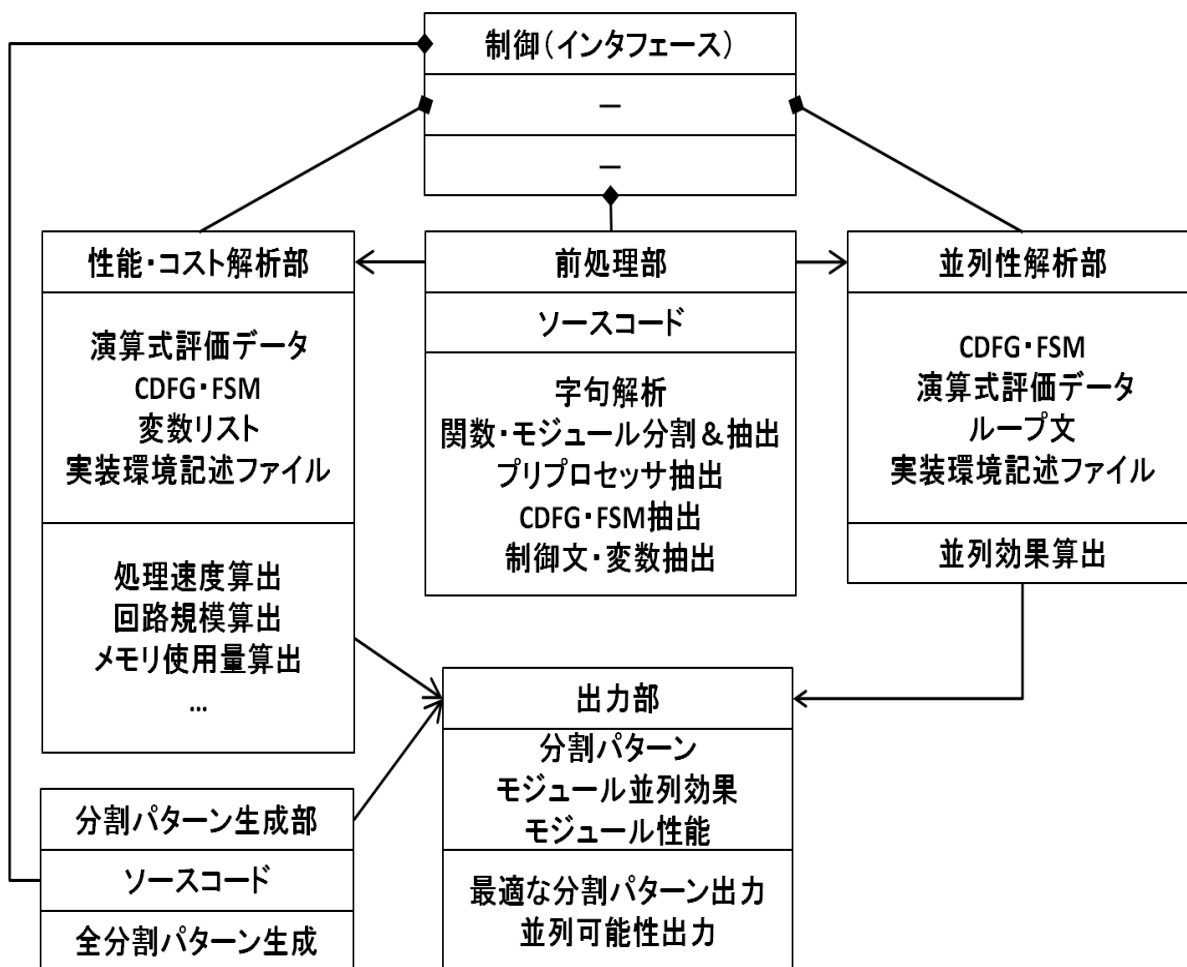 制御(インタフェース)
–
–
性能・コスト解析部
演算式評価データ
CDFG・FSM
変数リスト
実装環境記述ファイル
処理速度算出
回路規模算出
メモリ使用量算出
...
前処理部
ソースコード
字句解析
関数・モジュール分割&抽出
プリプロセッサ抽出
CDFG・FSM抽出
制御文・変数抽出
並列性解析部
CDFG・FSM
演算式評価データ
ループ文
実装環境記述ファイル
並列効果算出
分割パターン生成部
ソースコード
全分割パターン生成
出力部
分割パターン
モジュール並列効果
モジュール性能
最適な分割パターン出力
並列可能性出力